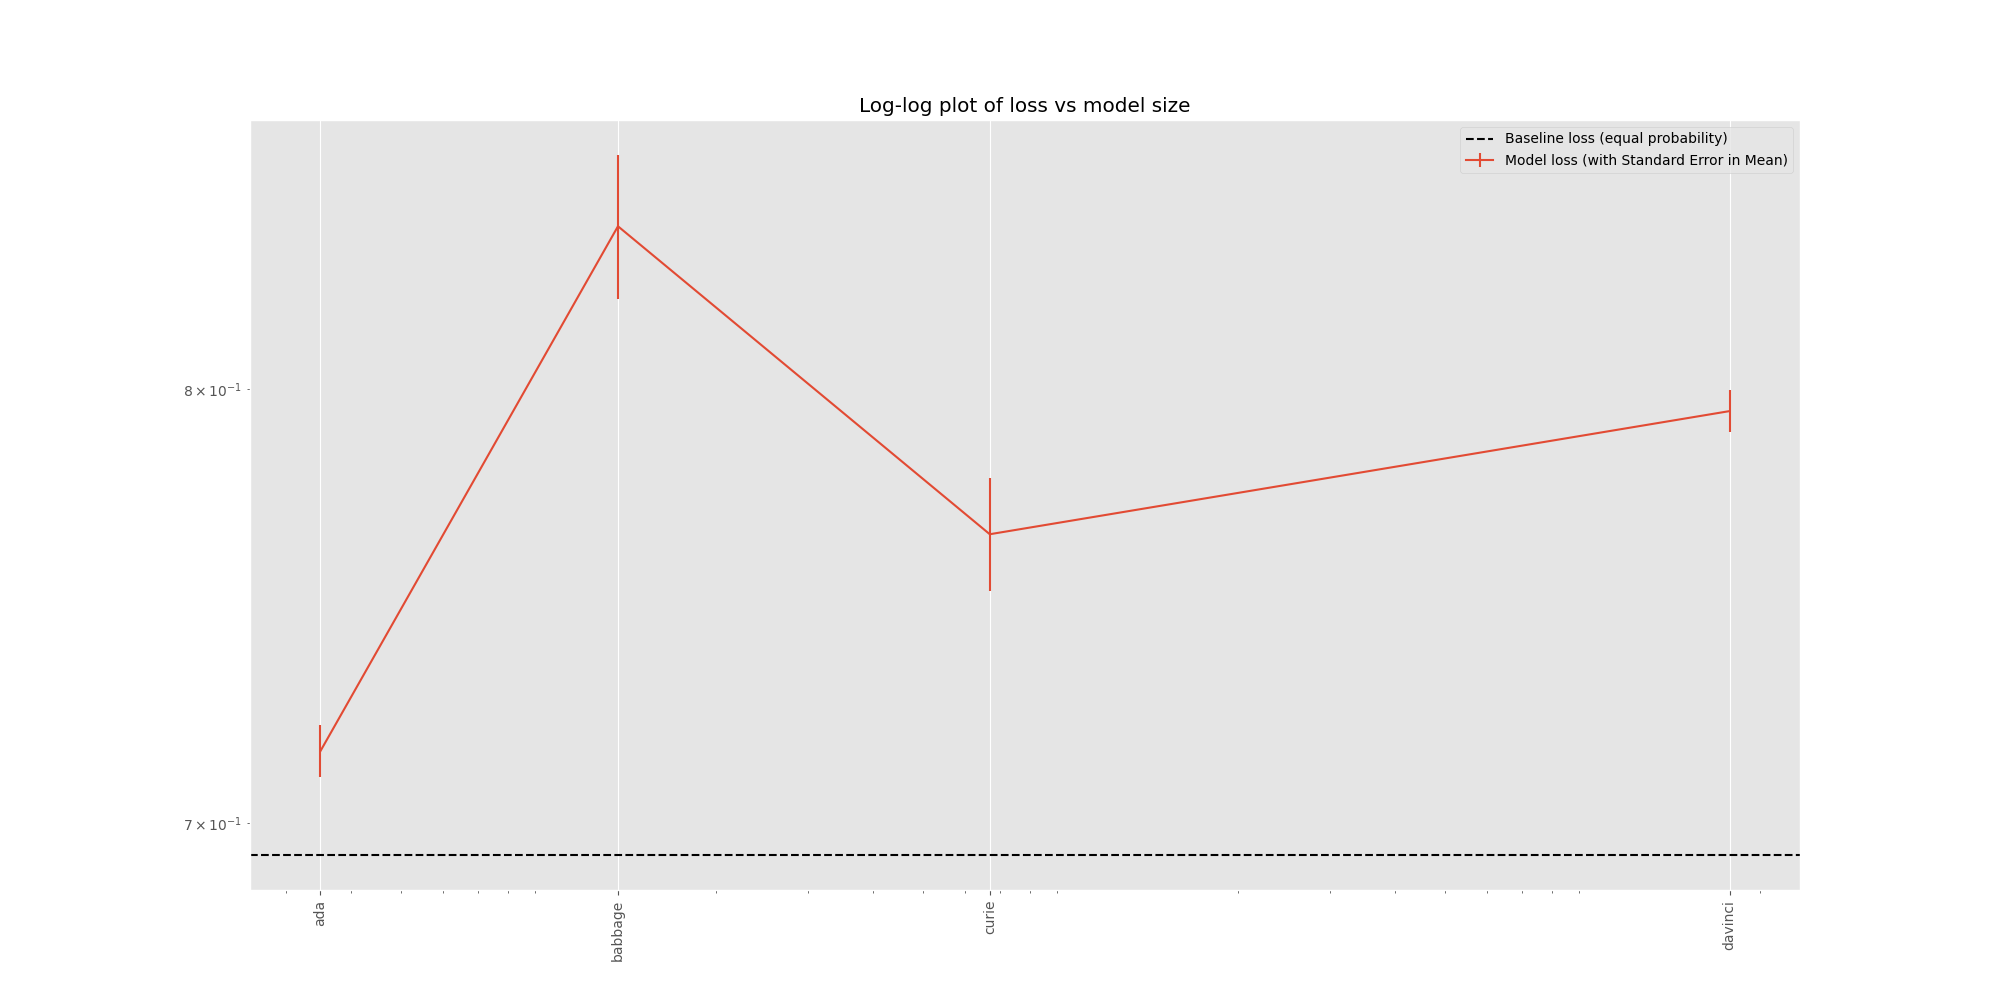 Log-log plot of loss vs model size
Baseline loss (equal probability)
Model loss (with Standard Error in Mean)
8 × 10⁻¹
7 × 10⁻¹
ada
babbage
curie
davinci